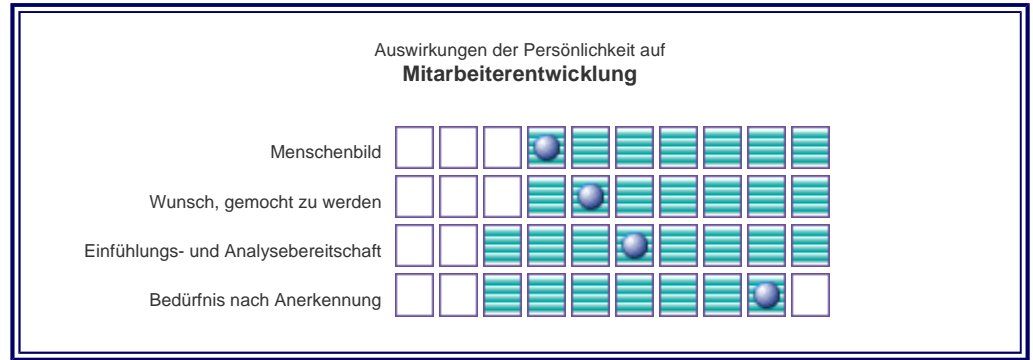 Auswirkungen der Persönlichkeit auf
Mitarbeiterentwicklung
Menschenbild
Wunsch, gemocht zu werden
Einfühlungs- und Analysebereitschaft
Bedürfnis nach Anerkennung